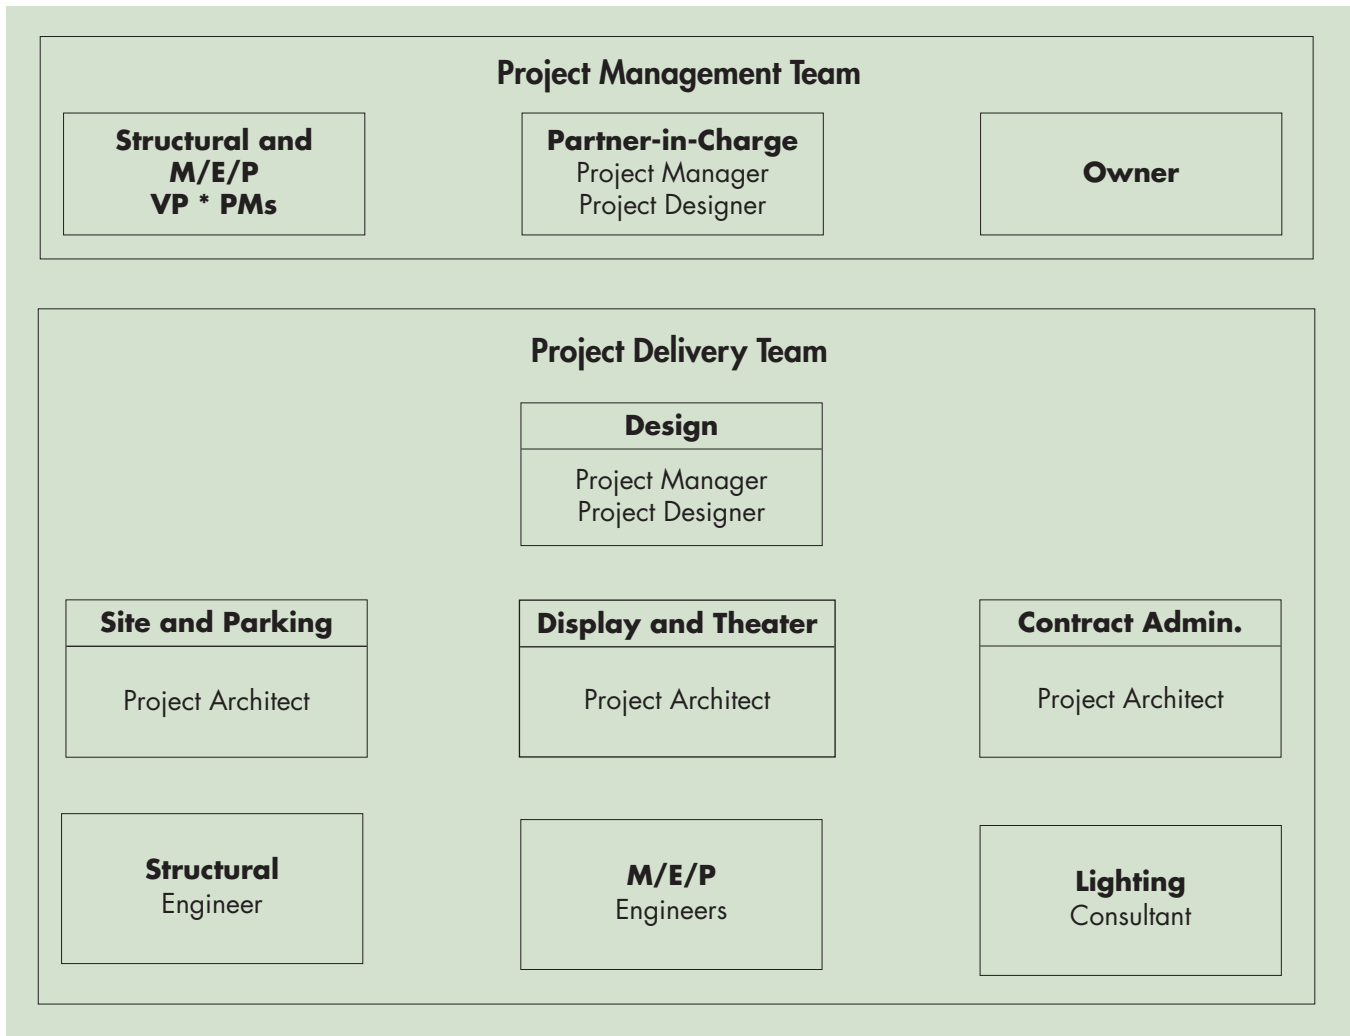 Project Management Team
Structural and
M/E/P
VP * PMs
Partner-in-Charge
Project Manager
Project Designer
Owner
Project Delivery Team
Design
Project Manager
Project Designer
Site and Parking
Project Architect
Display and Theater
Project Architect
Contract Admin.
Project Architect
Structural
Engineer
M/E/P
Engineers
Lighting
Consultant